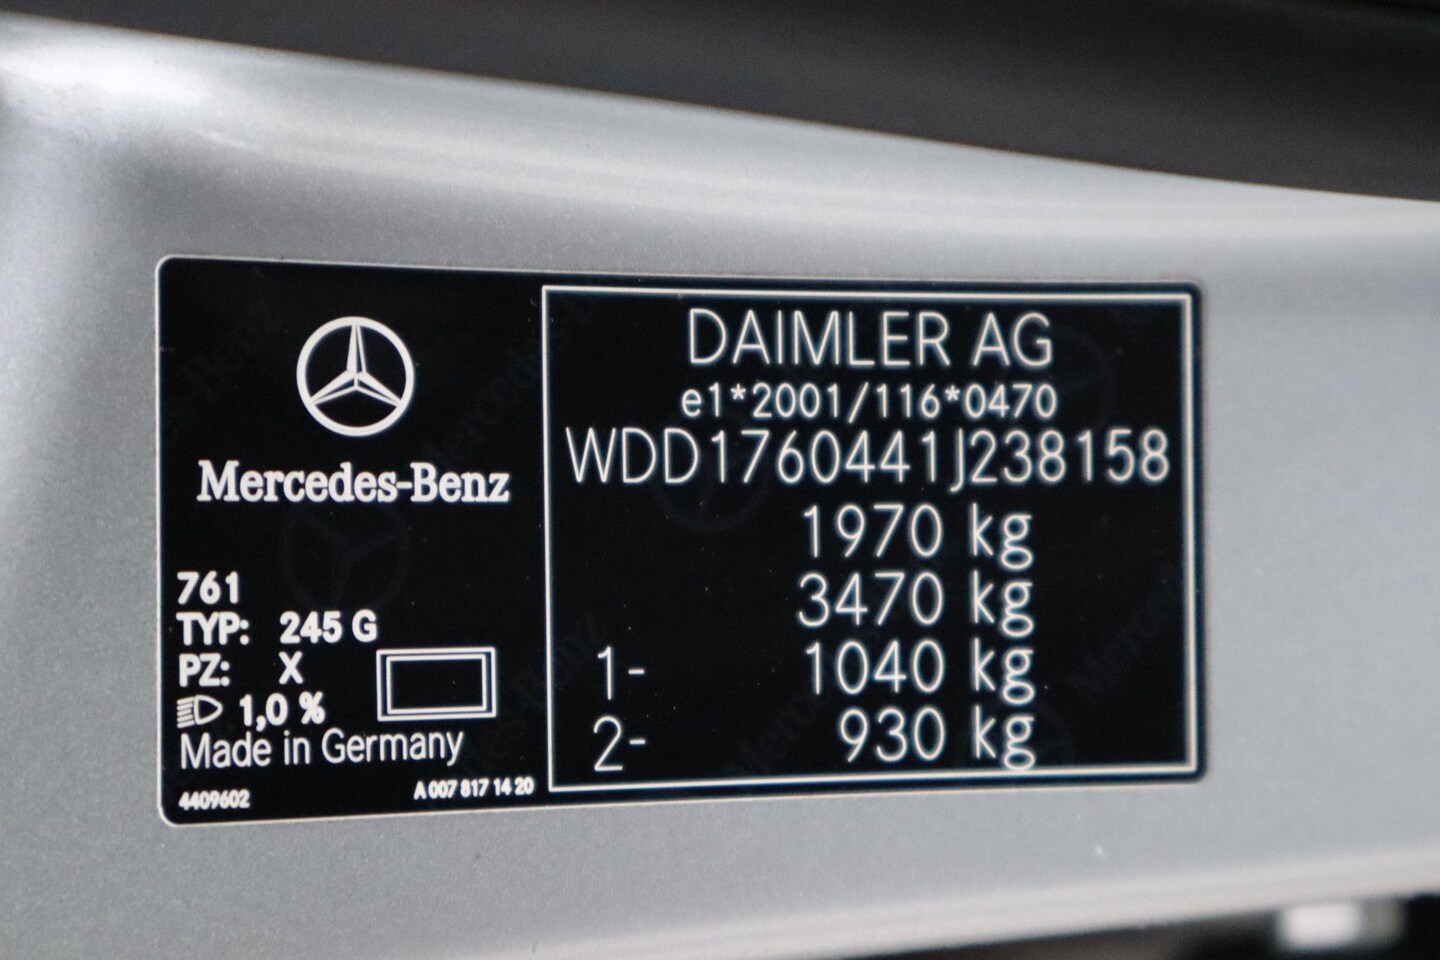 Mercedes-Benz
761
TYP: 245 G
PZ: X
1,0 %
Made in Germany
4409602 A 007 817 14 20
DAIMLER AG
e1*2001/116*0470
WDD1760441J238158
1970 kg
3470 kg
1- 1040 kg
2- 930 kg